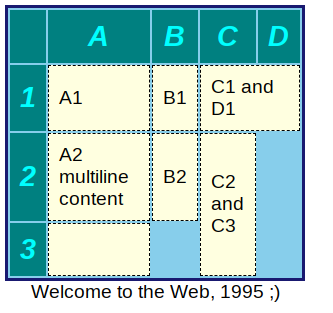 A B C D
1 A1 B1 C1 and
D1
2 A2
multiline
content B2 C2
and
C3
3
Welcome to the Web, 1995 ;)